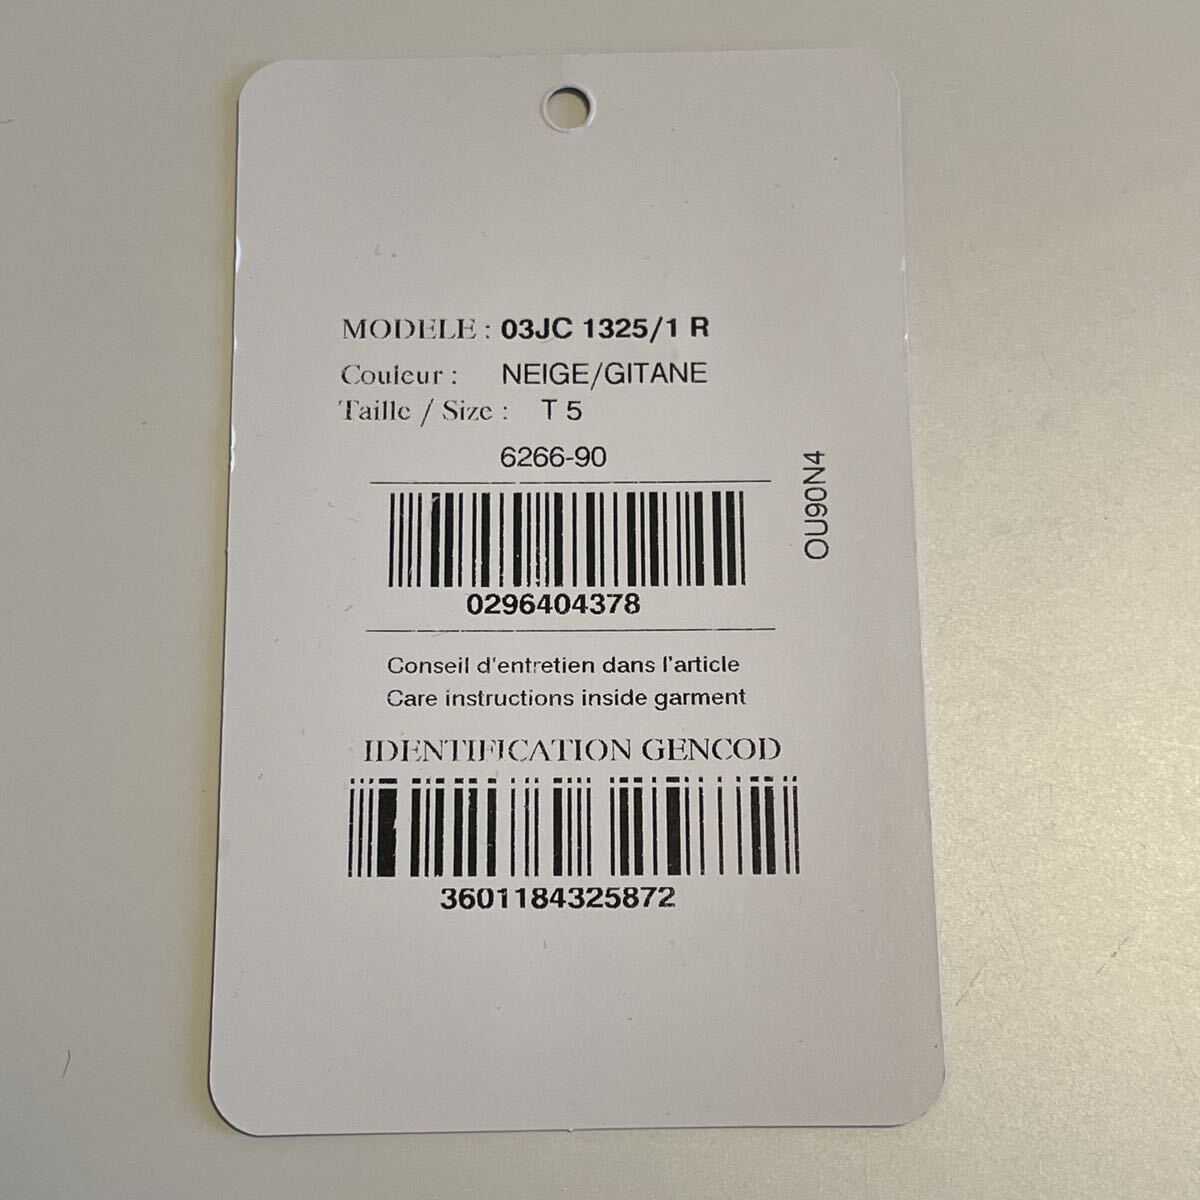 MODELE : 03JC 1325/1 R
Couleur : NEIGE/GITANE
Taille / Size : T 5
6266-90
OU90N4
0296404378
Conseil d'entretien dans l'article
Care instructions inside garment
IDENTIFICATION GENCOD
3601184325872